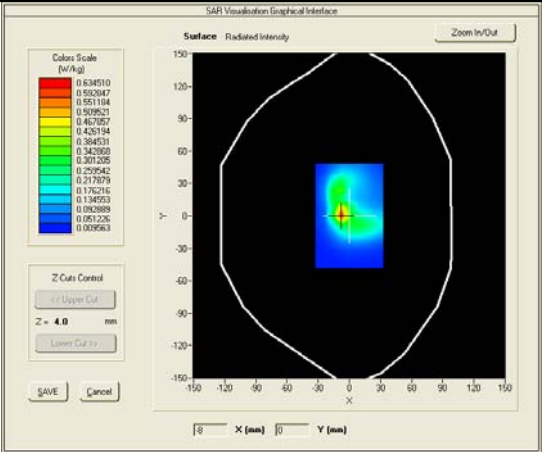 SAR Visualisation Graphical Interface
Surface Radiated Intensity
Zoom In/Out
Colors Scale
(W/kg)
0.634510
0.592847
0.551184
0.509521
0.467857
0.426194
0.384531
0.342868
0.301205
0.259542
0.217879
0.176216
0.134553
0.092889
0.051226
0.009563
Z-Cuts Control
<< Upper Cut
Z = 4.0 mm
Lower Cut >>
SAVE Cancel
150-
120-
90-
60-
30-
0-
-30-
-60-
-90-
-120-
-150-
Y
-150 -120 -90 -60 -30 0 30 60 90 120 150
X
-8 X (mm) 0 Y (mm)